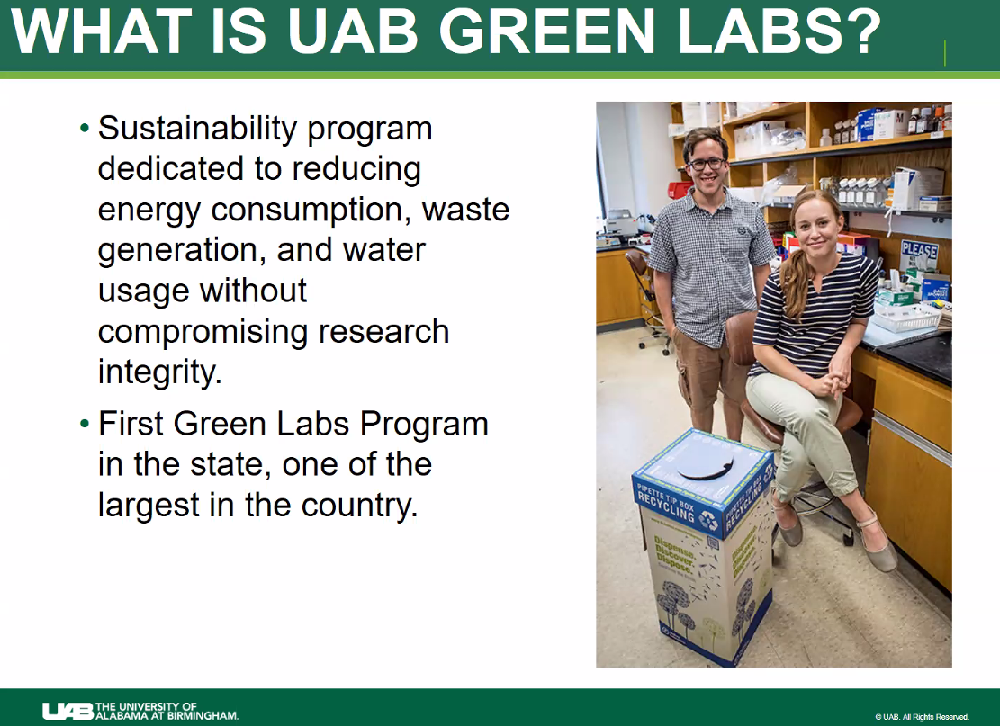 WHAT IS UAB GREEN LABS?
• Sustainability program
dedicated to reducing
energy consumption, waste
generation, and water
usage without
compromising research
integrity.
• First Green Labs Program
in the state, one of the
largest in the country.
PLEASE
PIPETTE TIP BOX
RECYCLING
PIPETTE TIP BOX
RECYCLING
Dispense.
Discover.
Dispose.
Dispense.
Discover.
Dispose.
UAB THE UNIVERSITY OF
ALABAMA AT BIRMINGHAM.
© UAB. All Rights Reserved.